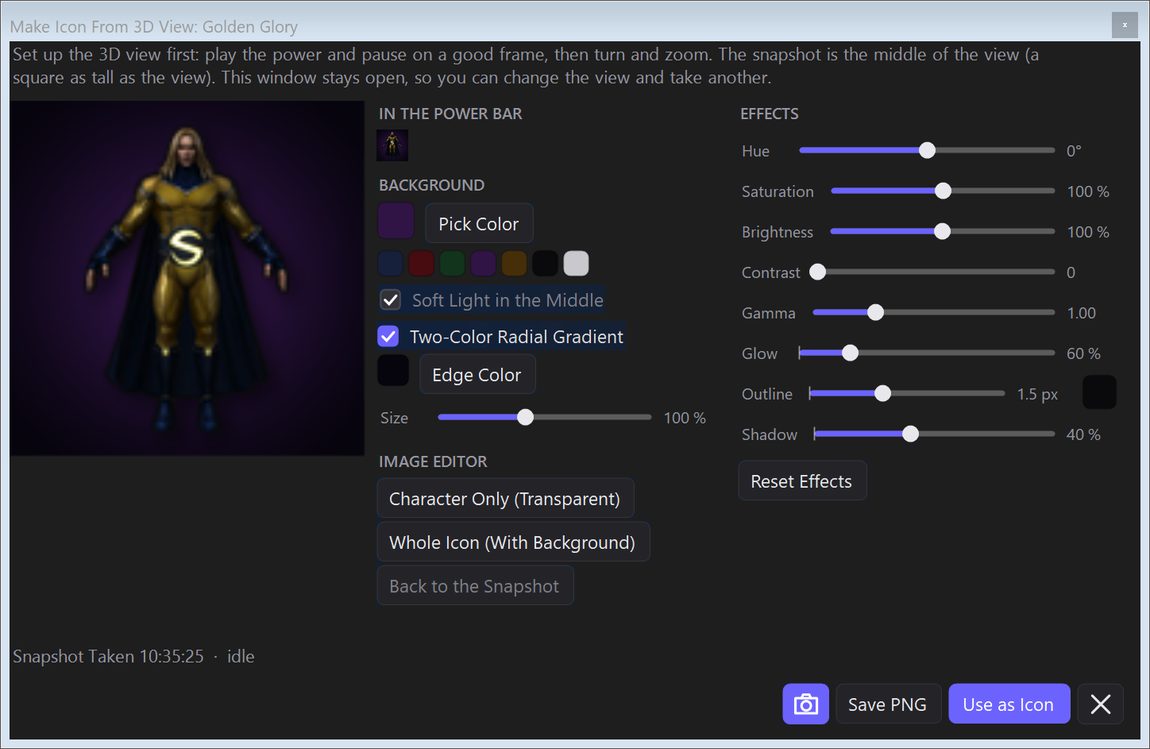 Make Icon From 3D View: Golden Glory
x
Set up the 3D view first: play the power and pause on a good frame, then turn and zoom. The snapshot is the middle of the view (a
square as tall as the view). This window stays open, so you can change the view and take another.
S
IN THE POWER BAR
BACKGROUND
Pick Color
Soft Light in the Middle
Two-Color Radial Gradient
Edge Color
Size 100 %
IMAGE EDITOR
Character Only (Transparent)
Whole Icon (With Background)
Back to the Snapshot
EFFECTS
Hue 0°
Saturation 100 %
Brightness 100 %
Contrast 0
Gamma 1.00
Glow 60 %
Outline 1.5 px
Shadow 40 %
Reset Effects
Snapshot Taken 10:35:25 · idle
Save PNG
Use as Icon